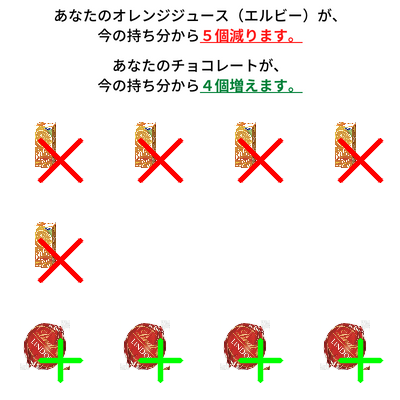 あなたのオレンジジュース（エルビー）が、
今の持ち分から５個減ります。
あなたのチョコレートが、
今の持ち分から４個増えます。